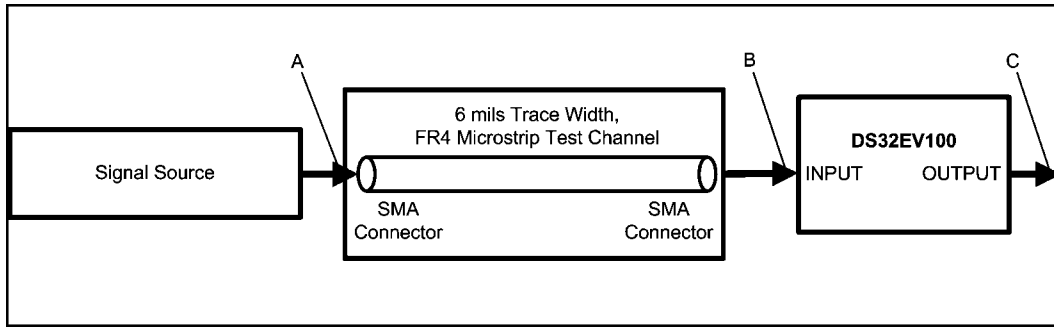 A
B
C
6 mils Trace Width,
FR4 Microstrip Test Channel
Signal Source
SMA
Connector
SMA
Connector
DS32EV100
INPUT
OUTPUT